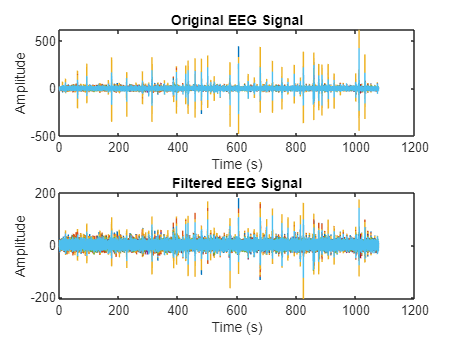 Original EEG Signal
500
0
-500
Amplitude
0 200 400 600 800 1000 1200
Time (s)
Filtered EEG Signal
200
0
-200
Amplitude
0 200 400 600 800 1000 1200
Time (s)